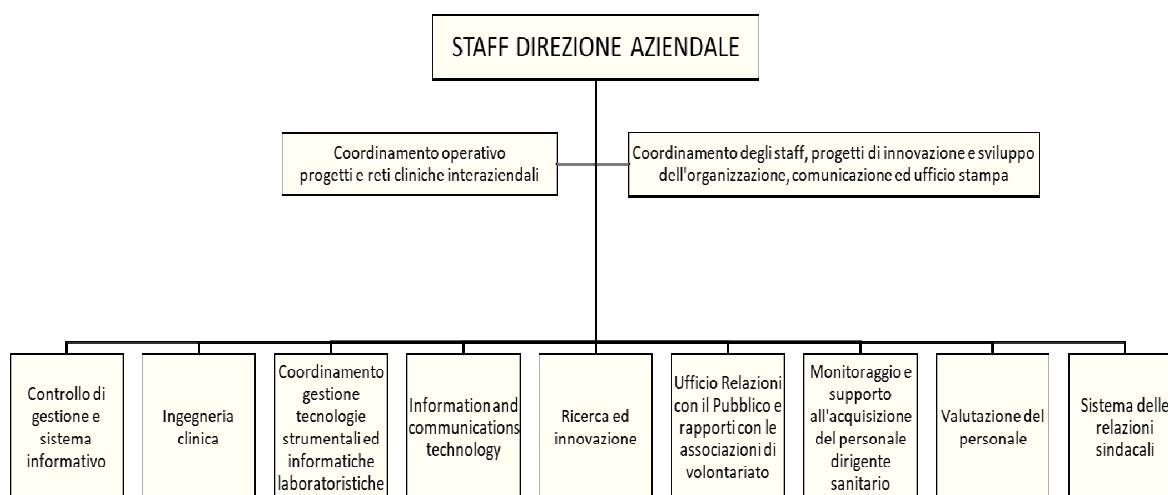 STAFF DIREZIONE AZIENDALE
Coordinamento operativo
progetti e reti cliniche interaziendali
Coordinamento degli staff, progetti di innovazione e sviluppo
dell'organizzazione, comunicazione ed ufficio stampa
Controllo di
gestione e
sistema
informativo
Ingegneria
clinica
Coordinamento
gestione
tecnologie
strumentali ed
informatiche
laboratoristiche
Information and
communications
technology
Ricerca ed
innovazione
Ufficio Relazioni
con il Pubblico e
rapporti con le
associazioni di
volontariato
Monitoraggio e
supporto
all'acquisizione
del personale
dirigente
sanitario
Valutazione del
personale
Sistema delle
relazioni
sindacali